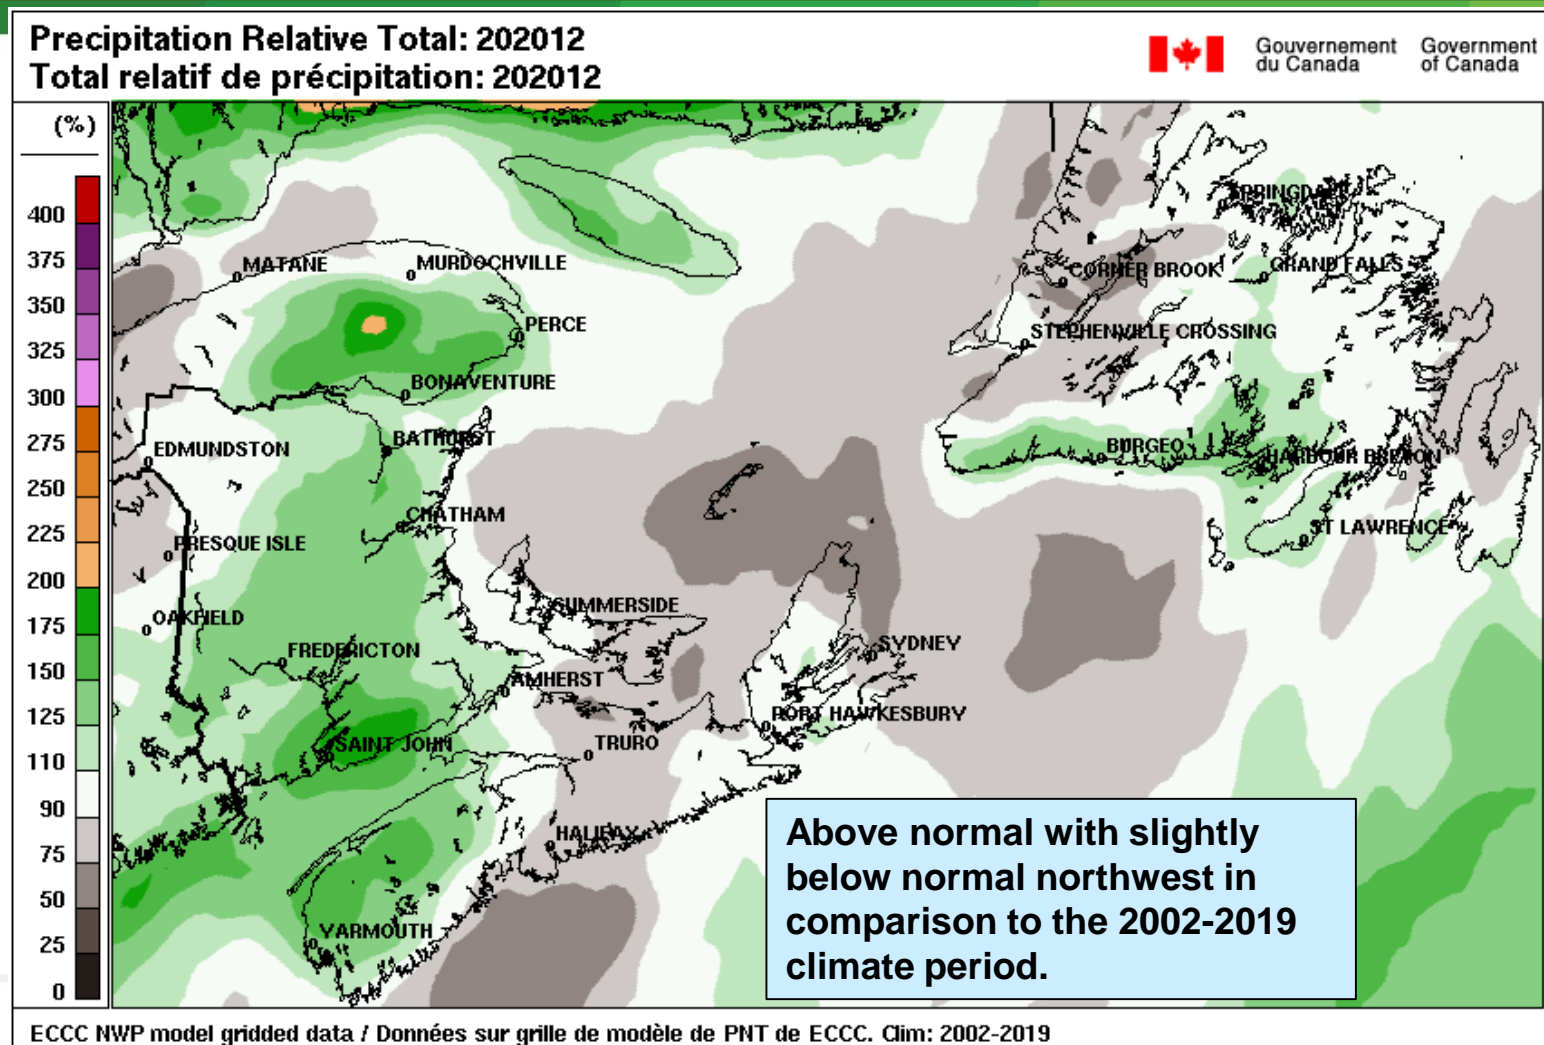 Precipitation Relative Total: 202012
Total relatif de précipitation: 202012
Gouvernement du Canada
Government of Canada
(%)
400
375
350
325
300
275
250
225
200
175
150
125
110
90
75
50
25
0
SPRINGDALE
MATANE
MURDOCHVILLE
CORNER BROOK
GRAND FALLS
PERCE
STEPHENVILLE CROSSING
BONAVENTURE
EDMUNDSTON
BATHURST
BURGEO
HARBOUR BRETON
CHATHAM
ST LAWRENCE
PRESQUE ISLE
SUMMERSIDE
OAKFIELD
FREDERICTON
SYDNEY
AMHERST
PORT HAWKESBURY
SAINT JOHN
TRURO
HALIFAX
YARMOUTH
Above normal with slightly
below normal northwest in
comparison to the 2002-2019
climate period.
ECCC NWP model gridded data / Données sur grille de modèle de PNT de ECCC. Clim: 2002-2019